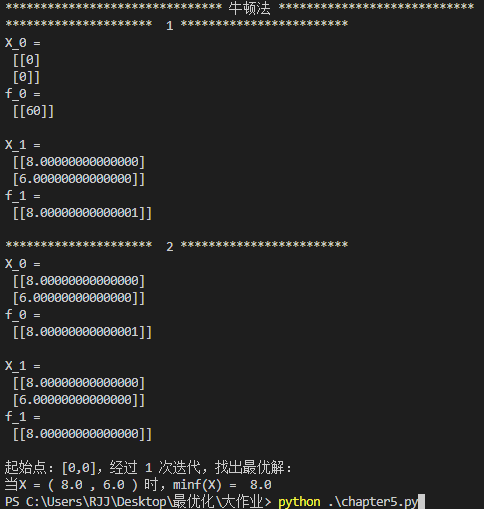 ******************************* 牛顿法 ****************************
********************* 1 ************************
X_0 =
[[0]
[0]]
f_0 =
[[60]]
X_1 =
[[8.00000000000000]
[6.00000000000000]]
f_1 =
[[8.00000000000001]]
********************* 2 ************************
X_0 =
[[8.00000000000000]
[6.00000000000000]]
f_0 =
[[8.00000000000001]]
X_1 =
[[8.00000000000000]
[6.00000000000000]]
f_1 =
[[8.00000000000000]]
起始点：[0,0]，经过 1 次迭代，找出最优解：
当X = ( 8.0 , 6.0 ) 时，minf(X) = 8.0
PS C:\Users\RJJ\Desktop\最优化\大作业> python .\chapter5.py